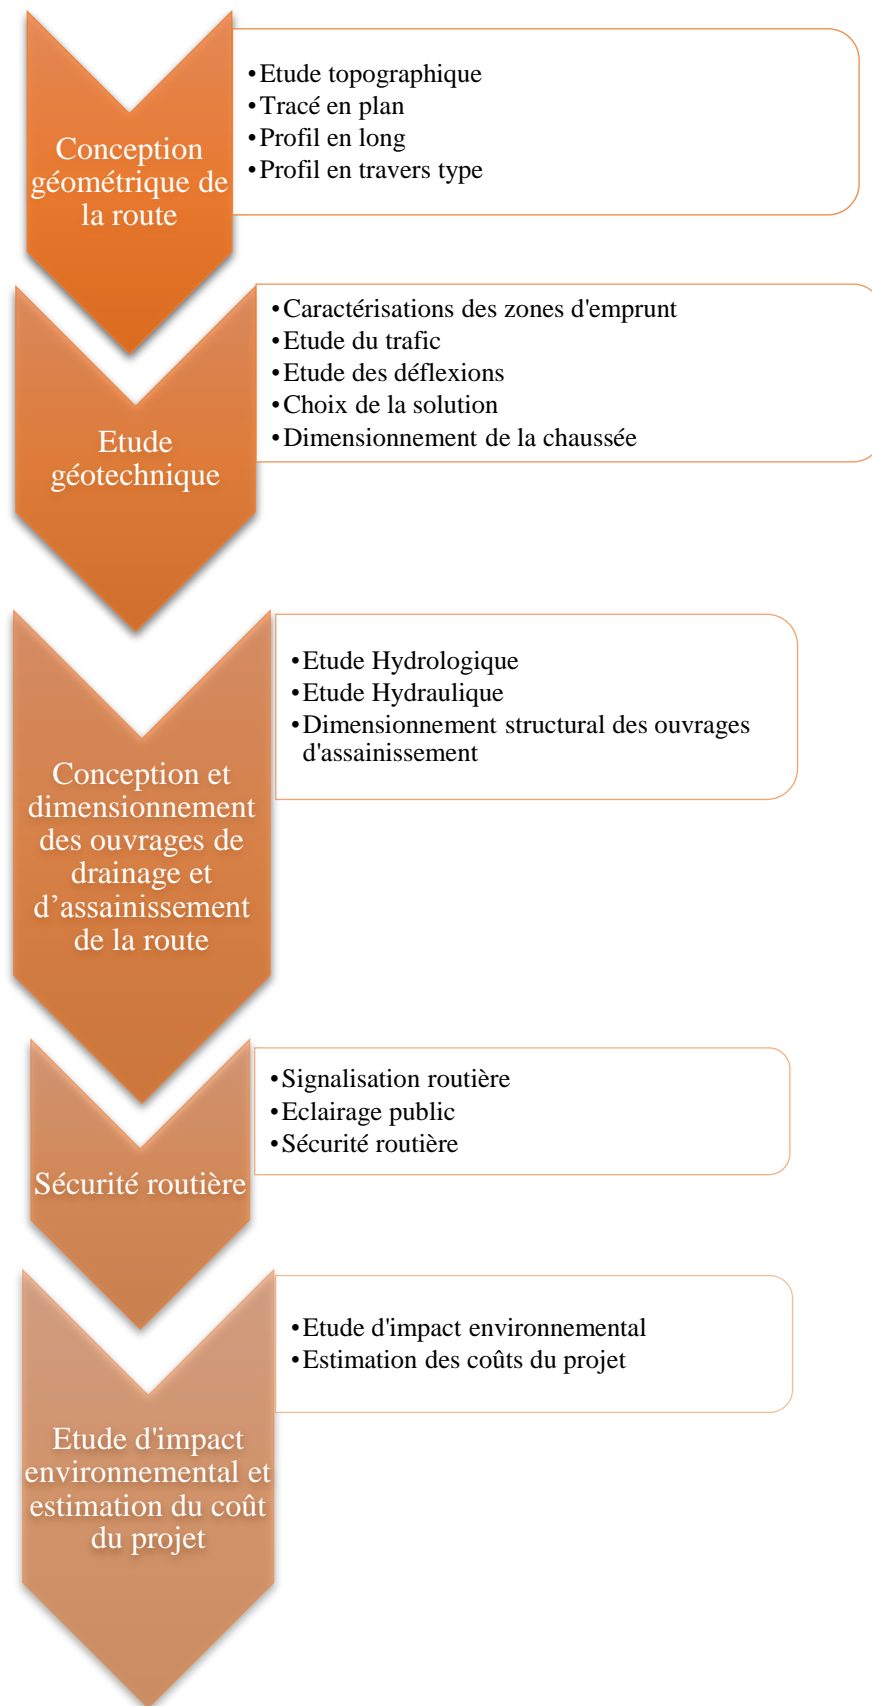 Conception
géométrique de
la route
•Etude topographique
•Tracé en plan
•Profil en long
•Profil en travers type
Etude
géotechnique
•Caractérisations des zones d'emprunt
•Etude du trafic
•Etude des déflexions
•Choix de la solution
•Dimensionnement de la chaussée
Conception et
dimensionnement
des ouvrages de
drainage et
d’assainissement
de la route
•Etude Hydrologique
•Etude Hydraulique
•Dimensionnement structural des ouvrages
d'assainissement
Sécurité routière
•Signalisation routière
•Eclairage public
•Sécurité routière
Etude d'impact
environnemental et
estimation du coût
du projet
•Etude d'impact environnemental
•Estimation des coûts du projet